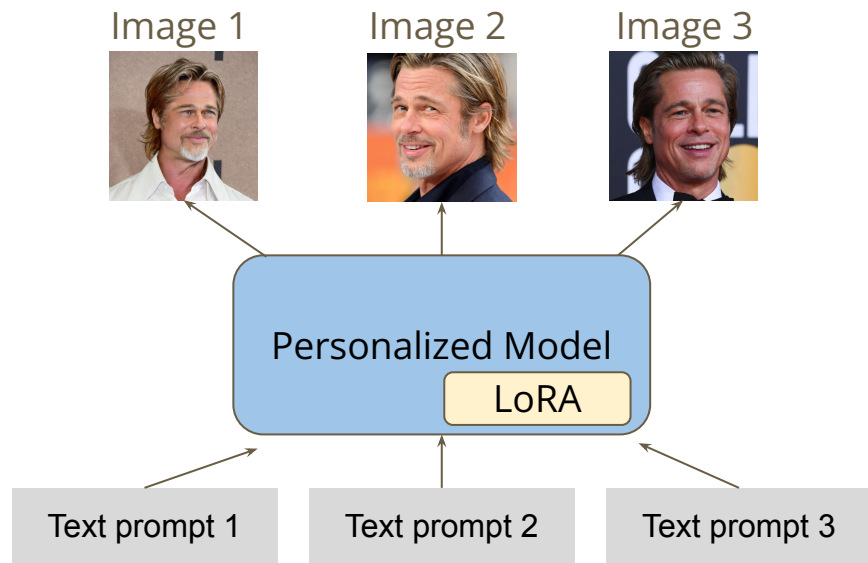 Image 1
Image 2
Image 3
Personalized Model
LoRA
Text prompt 1
Text prompt 2
Text prompt 3